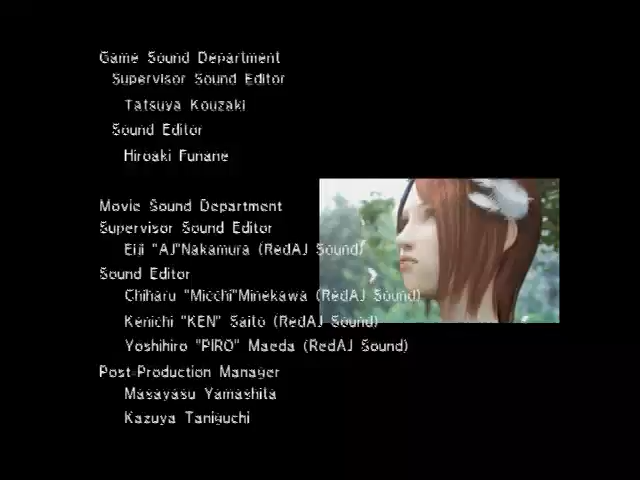 Game Sound Department
Supervisor Sound Editor
Tatsuya Kouzaki
Sound Editor
Hiroaki Funane
Movie Sound Department
Supervisor Sound Editor
Eiji "AJ"Nakamura (RedAJ Sound)
Sound Editor
Chiharu "Micchi"Minekawa (RedAJ Sound)
Kenichi "KEN" Saito (RedAJ Sound)
Yoshihiro "PIRO" Maeda (RedAJ Sound)
Post-Production Manager
Masayasu Yamashita
Kazuya Taniguchi